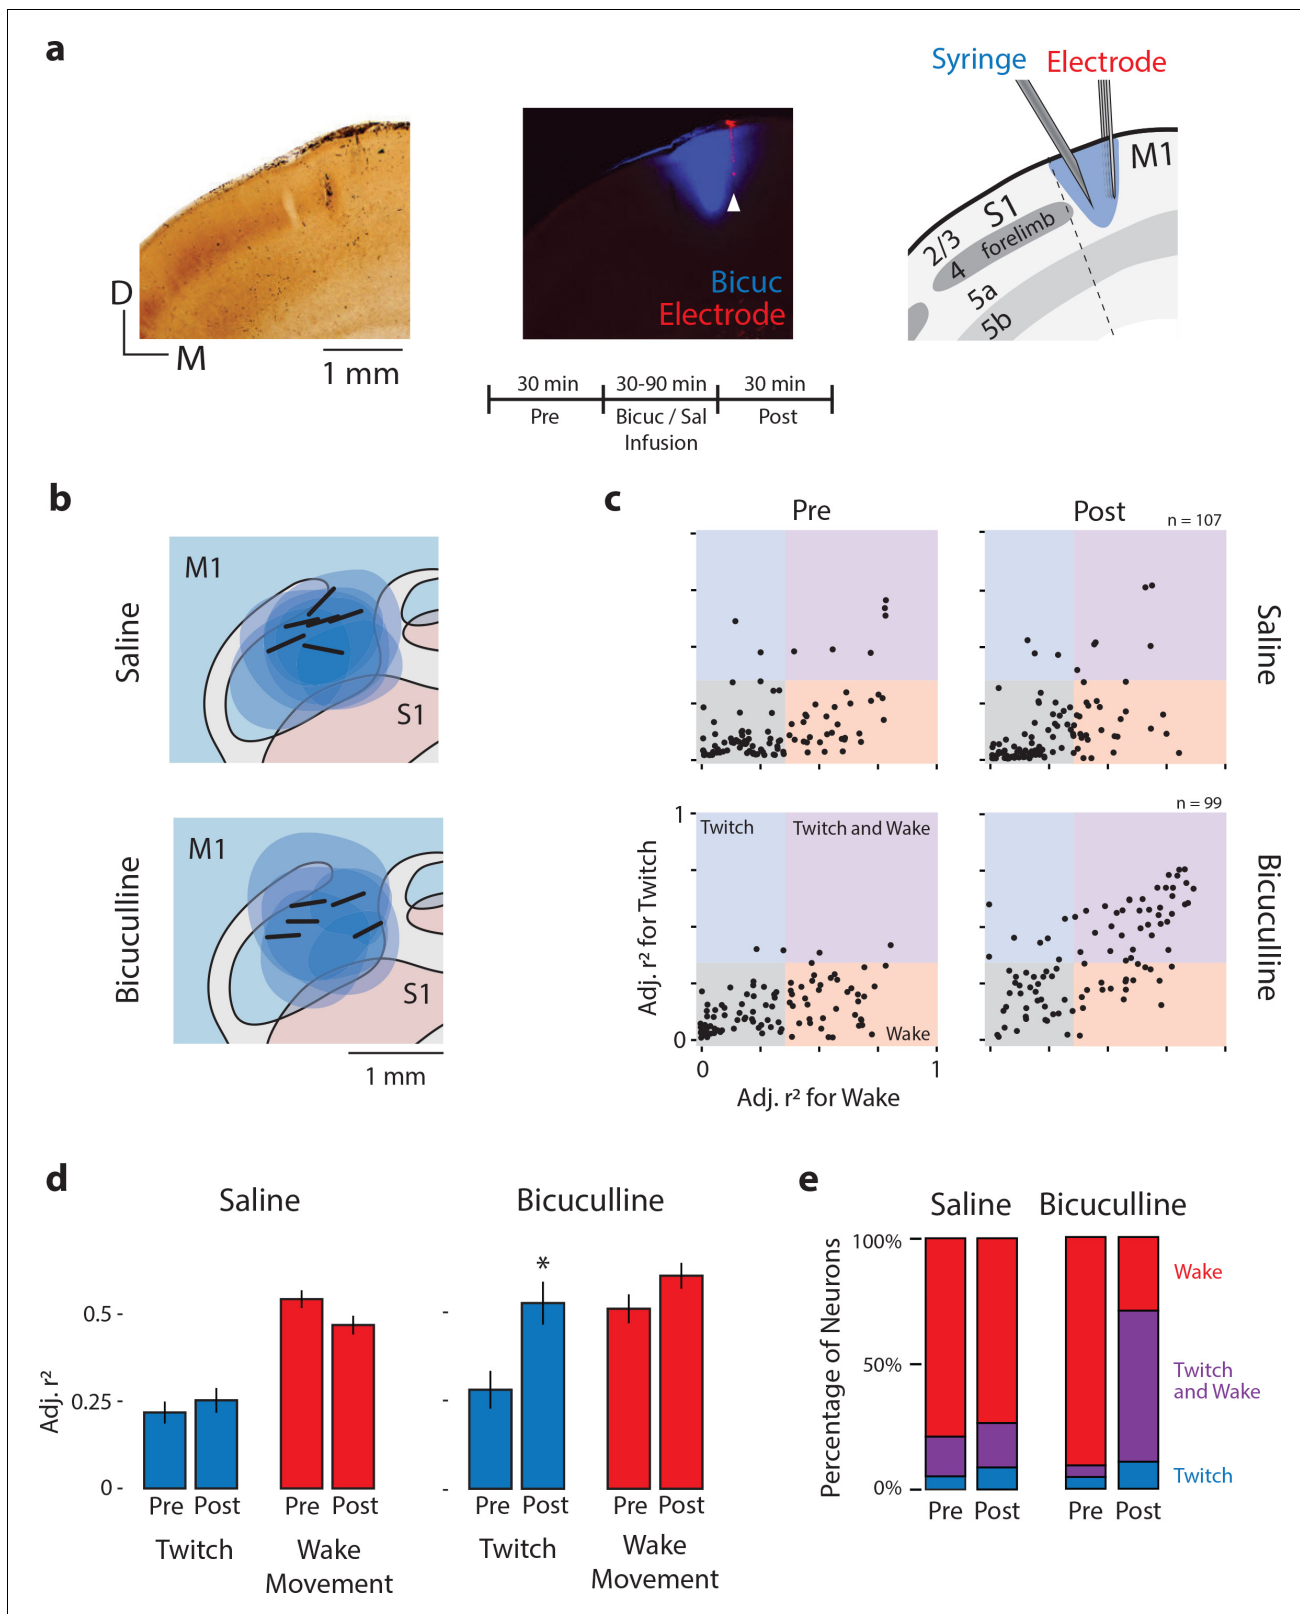 a
Syringe Electrode
M1
S1
2/3
4 forelimb
5a
5b
Bicuc
Electrode
D
M
1 mm
30 min 30-90 min 30 min
Pre Bicuc / Sal Post
Infusion
b
Saline
M1
S1
Bicuculline
M1
S1
1 mm
c
Pre Post
n = 107
Saline
n = 99
Bicuculline
Twitch Twitch and Wake
Wake
1
0
Adj. r² for Twitch
0 1
Adj. r² for Wake
d
Saline Bicuculline
*
Adj. r²
0.5 -
0.25 -
0 -
Pre Post Pre Post Pre Post Pre Post
Twitch Wake Twitch Wake
Movement Movement
e
Saline Bicuculline
Percentage of Neurons
100%
50%
0%
Wake
Twitch
and Wake
Twitch
Pre Post Pre Post